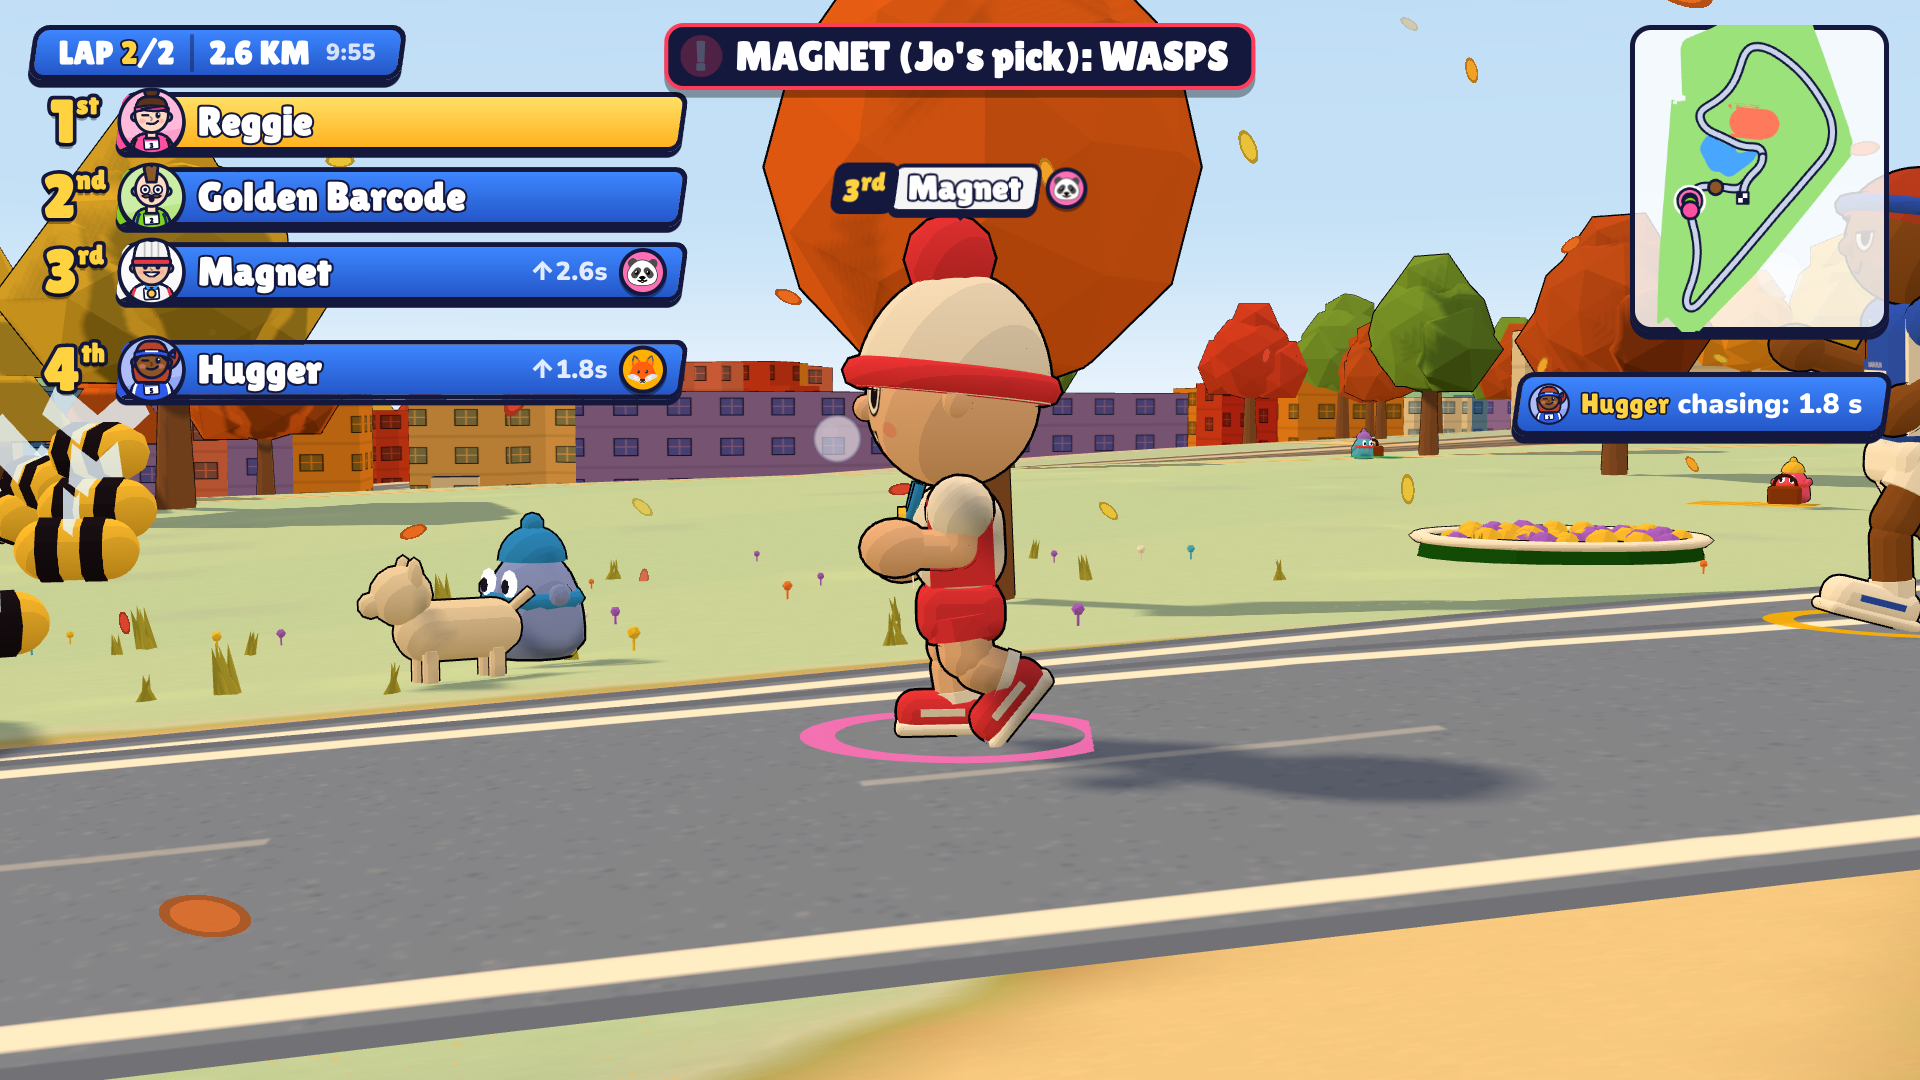 LAP 2/2 2.6 KM 9:55
MAGNET (Jo's pick): WASPS
1st Reggie
2nd Golden Barcode
3rd Magnet ↑2.6s
4th Hugger ↑1.8s
3rd Magnet
Hugger chasing: 1.8 s